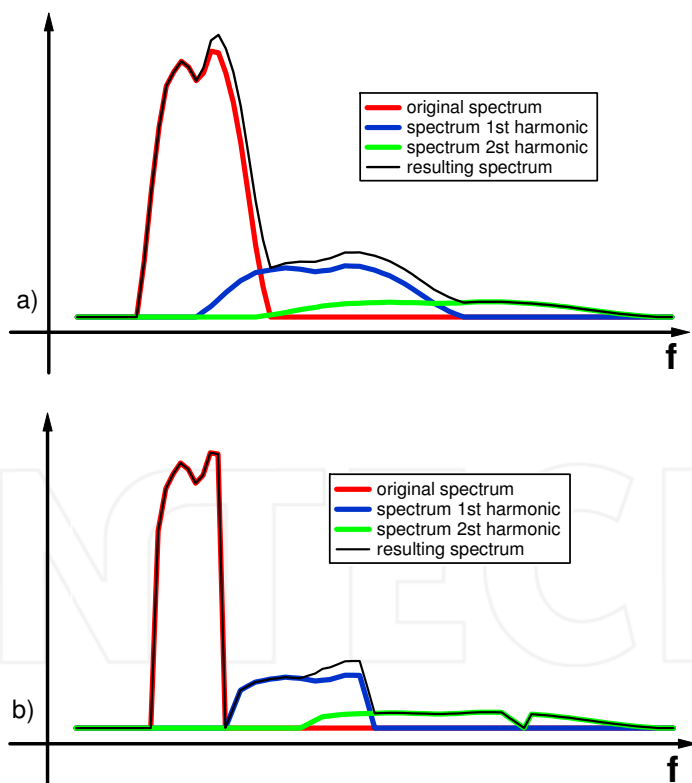 original spectrum
spectrum 1st harmonic
spectrum 2st harmonic
resulting spectrum
a)
f
original spectrum
spectrum 1st harmonic
spectrum 2st harmonic
resulting spectrum
b)
f